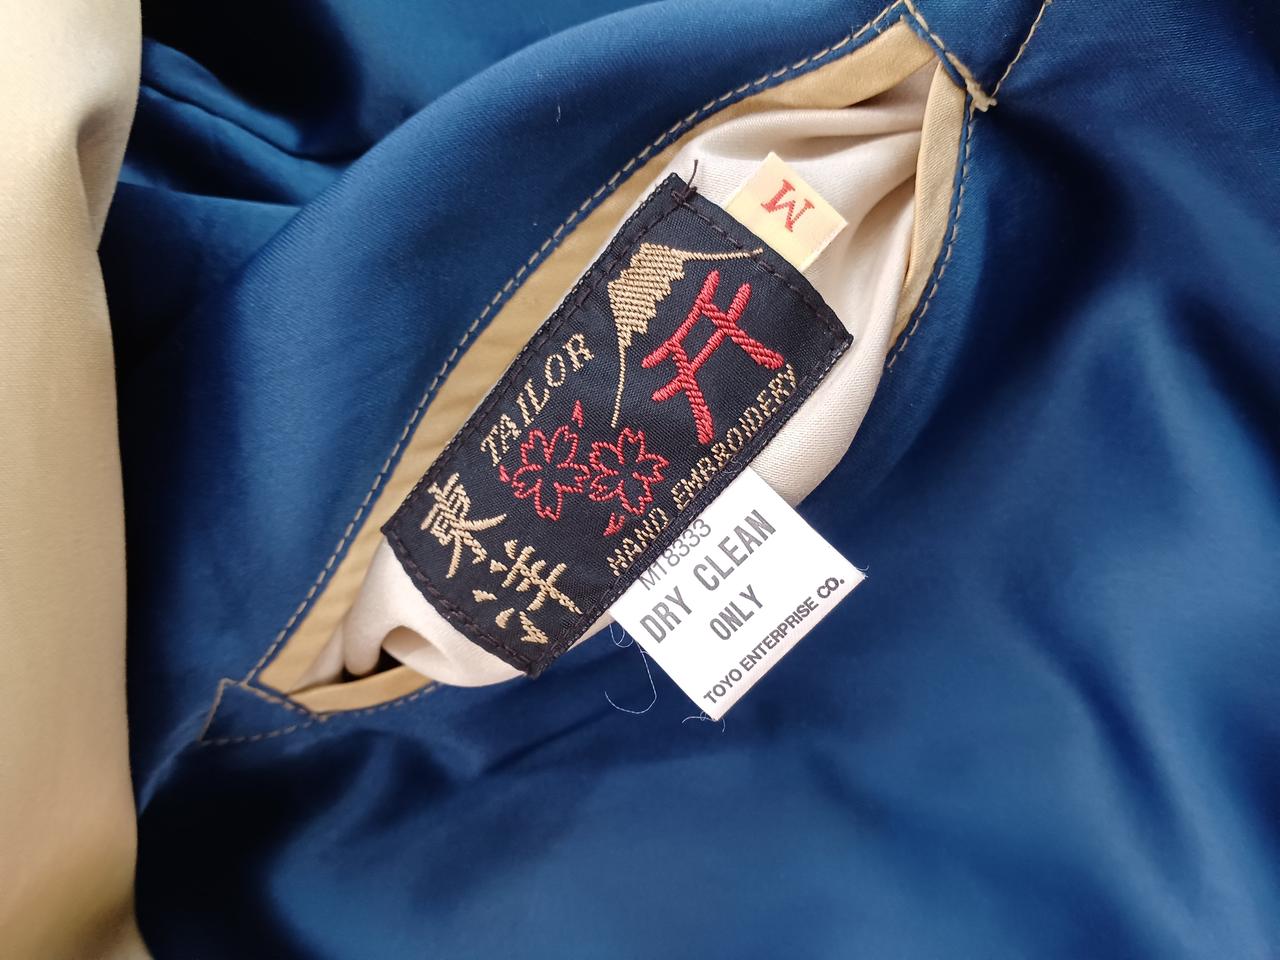 M
TAILOR
東洋
HAND EMBROIDERY
MT8333
DRY CLEAN
ONLY
TOYO ENTERPRISE CO.